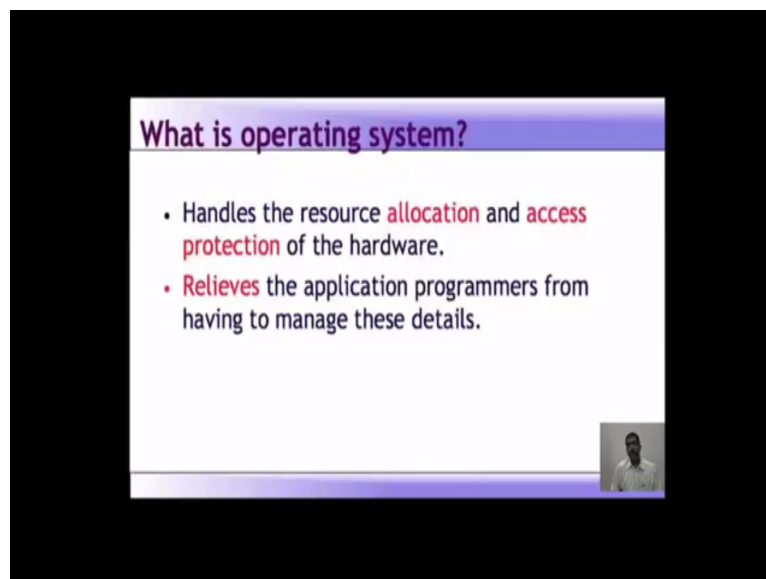 What is operating system?
• Handles the resource allocation and access
protection of the hardware.
• Relieves the application programmers from
having to manage these details.